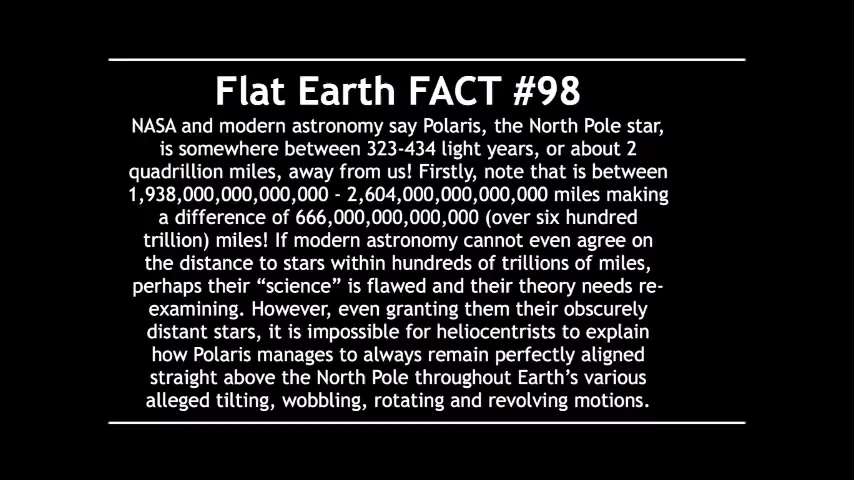 Flat Earth FACT #98
NASA and modern astronomy say Polaris, the North Pole star,
is somewhere between 323-434 light years, or about 2
quadrillion miles, away from us! Firstly, note that is between
1,938,000,000,000,000 - 2,604,000,000,000,000 miles making
a difference of 666,000,000,000,000 (over six hundred
trillion) miles! If modern astronomy cannot even agree on
the distance to stars within hundreds of trillions of miles,
perhaps their “science” is flawed and their theory needs re-
examining. However, even granting them their obscurely
distant stars, it is impossible for heliocentrists to explain
how Polaris manages to always remain perfectly aligned
straight above the North Pole throughout Earth’s various
alleged tilting, wobbling, rotating and revolving motions.